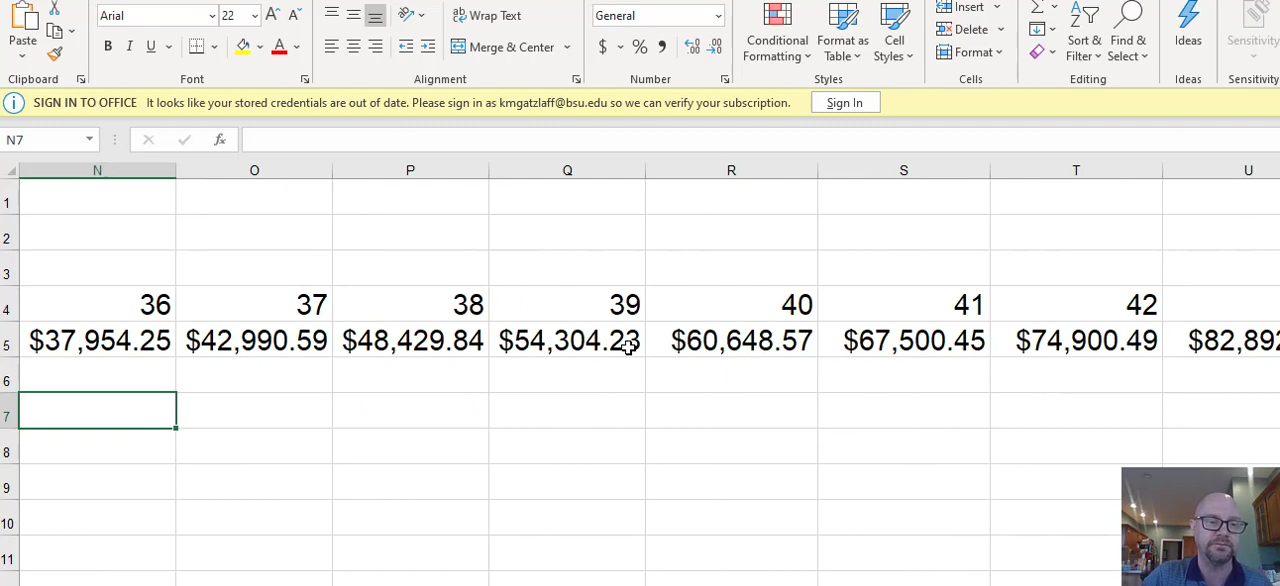 Arial 22 Wrap Text General Insert
Paste B I U Merge & Center $ % Conditional Formatting Format as Table Cell Styles Delete Format Sort & Filter Find & Select Ideas Sensitivity
Clipboard Font Alignment Number Styles Cells Editing Ideas Sensitivity
SIGN IN TO OFFICE It looks like your stored credentials are out of date. Please sign in as kmgatzlaff@bsu.edu so we can verify your subscription. Sign In
N7 fx
N O P Q R S T U
1
2
3
4 36 37 38 39 40 41 42
5 $37,954.25 $42,990.59 $48,429.84 $54,304.23 $60,648.57 $67,500.45 $74,900.49 $82,892
6
7
8
9
10
11